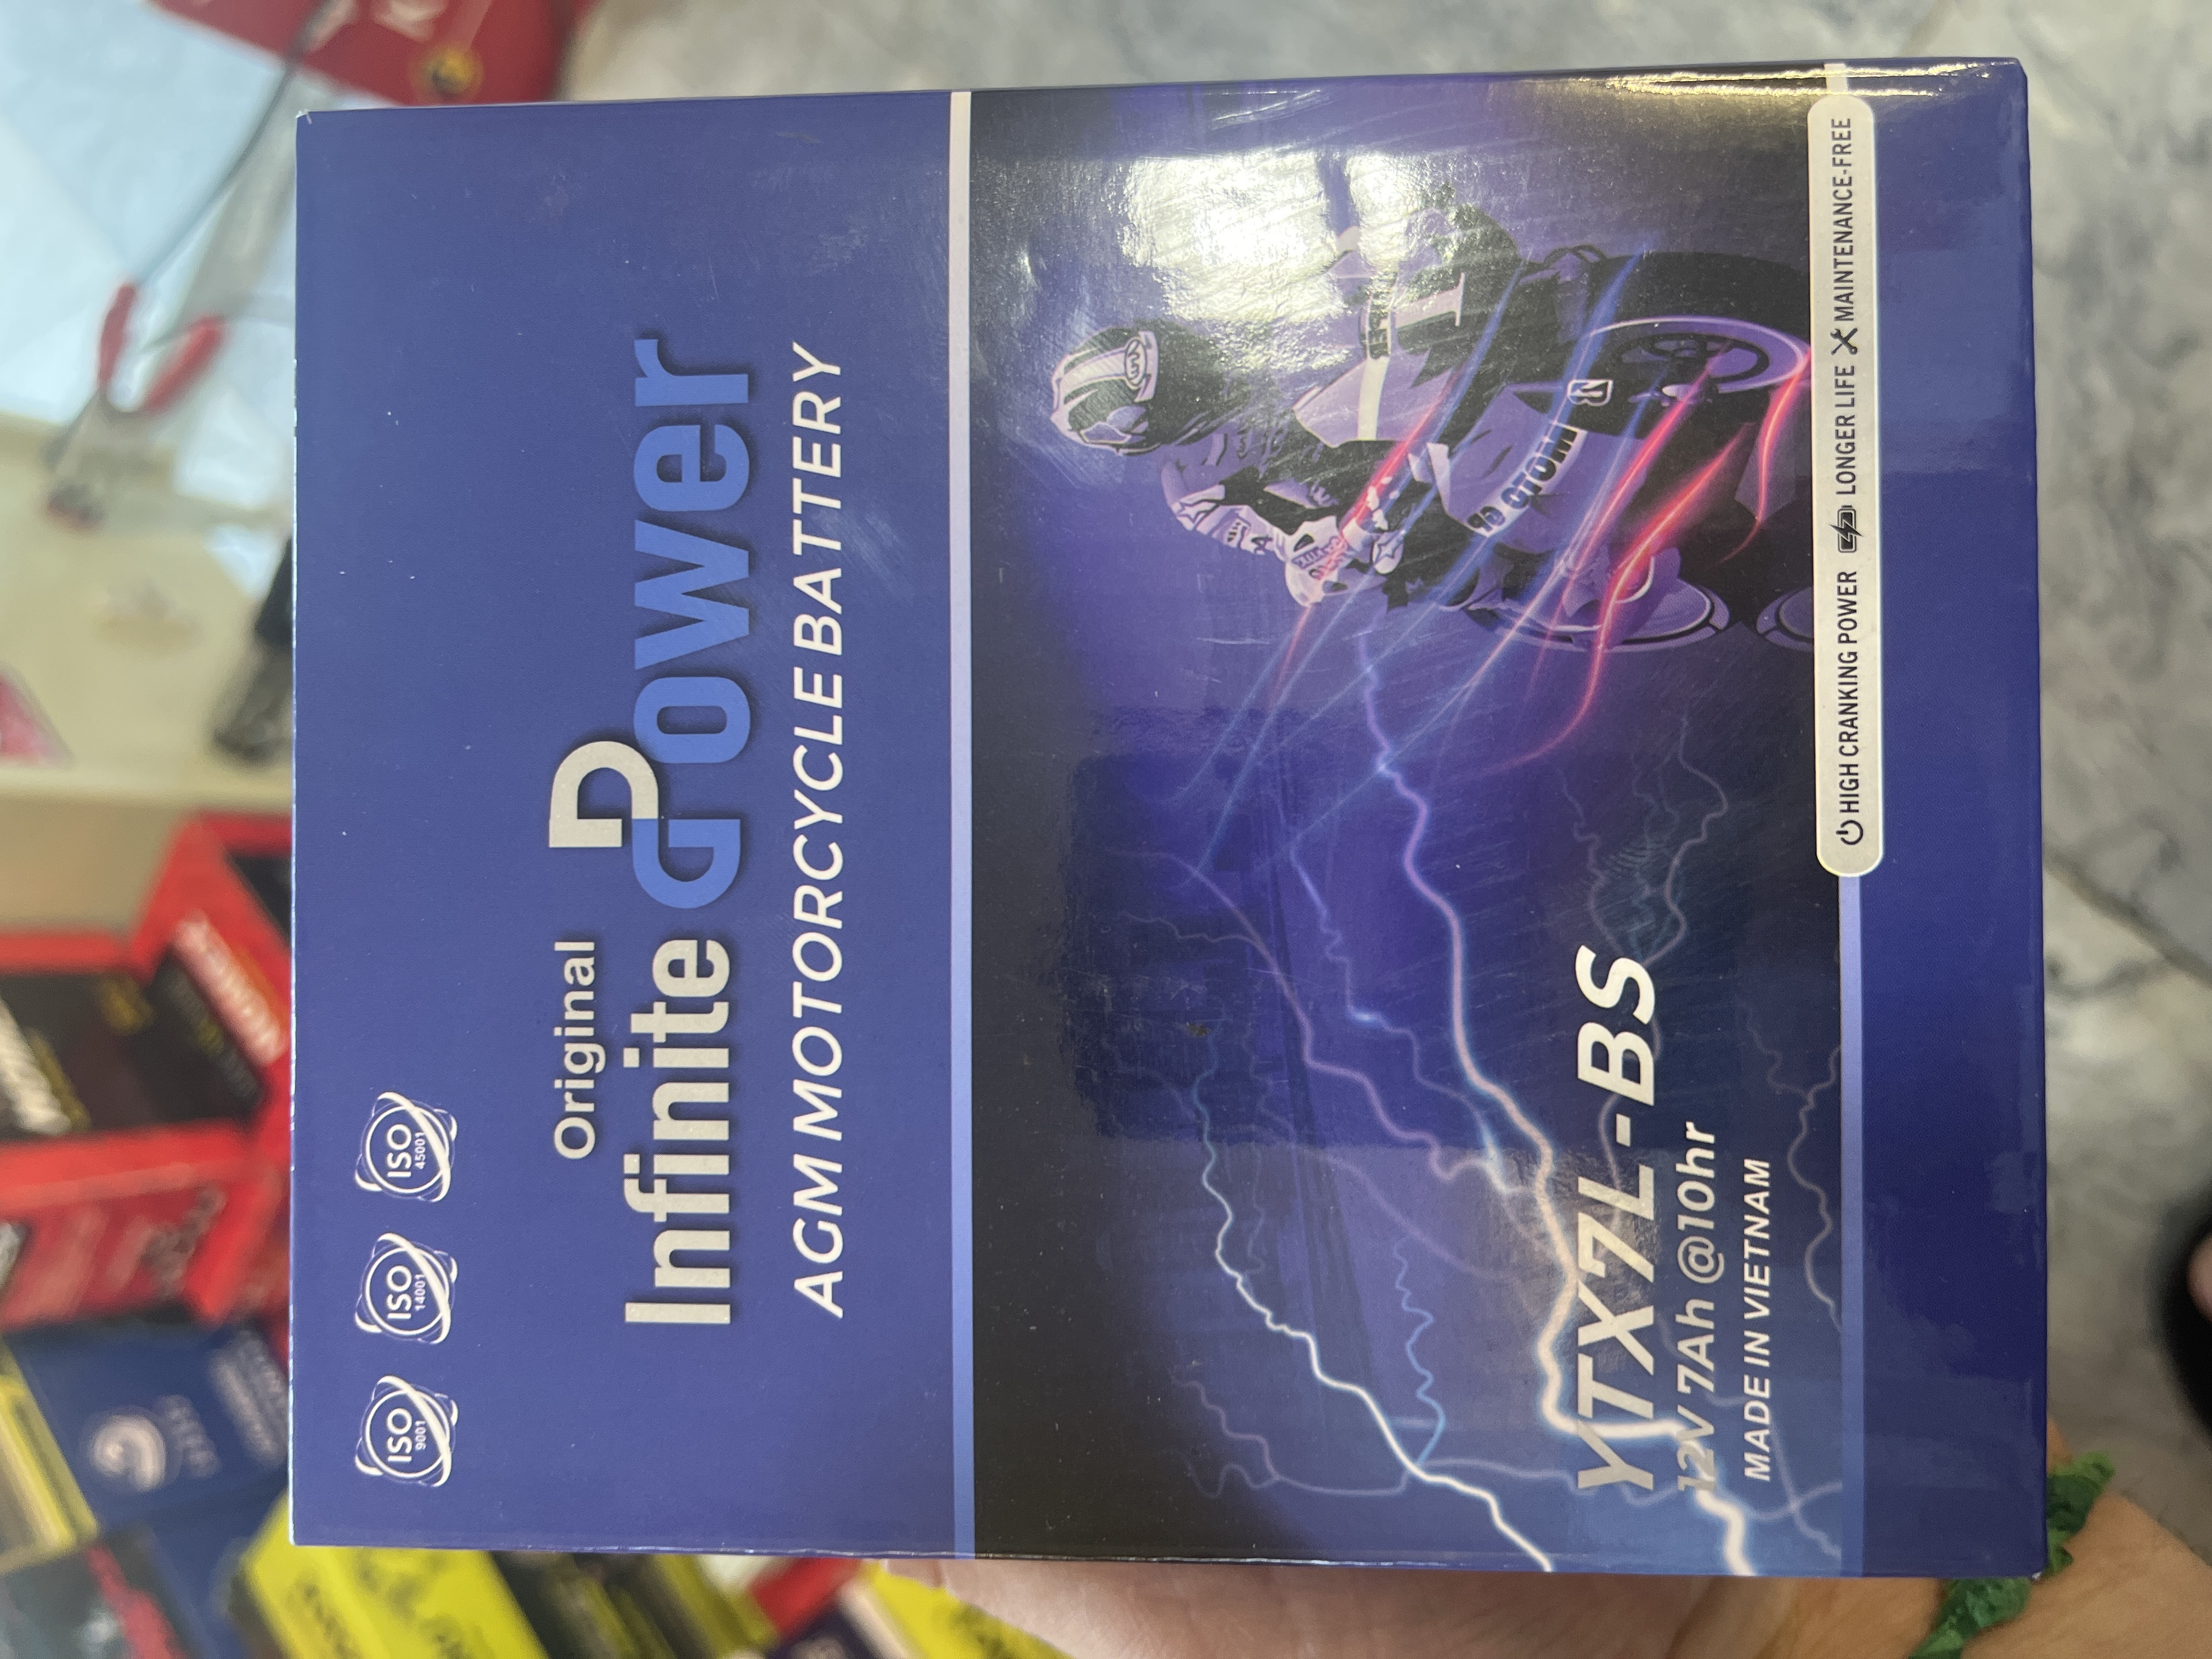 ISO 9001
ISO 14001
ISO 45001
Original
Infinite Power
AGM MOTORCYCLE BATTERY
YTX7L-BS
12V 7Ah @10hr
MADE IN VIETNAM
HIGH CRANKING POWER LONGER LIFE MAINTENANCE-FREE